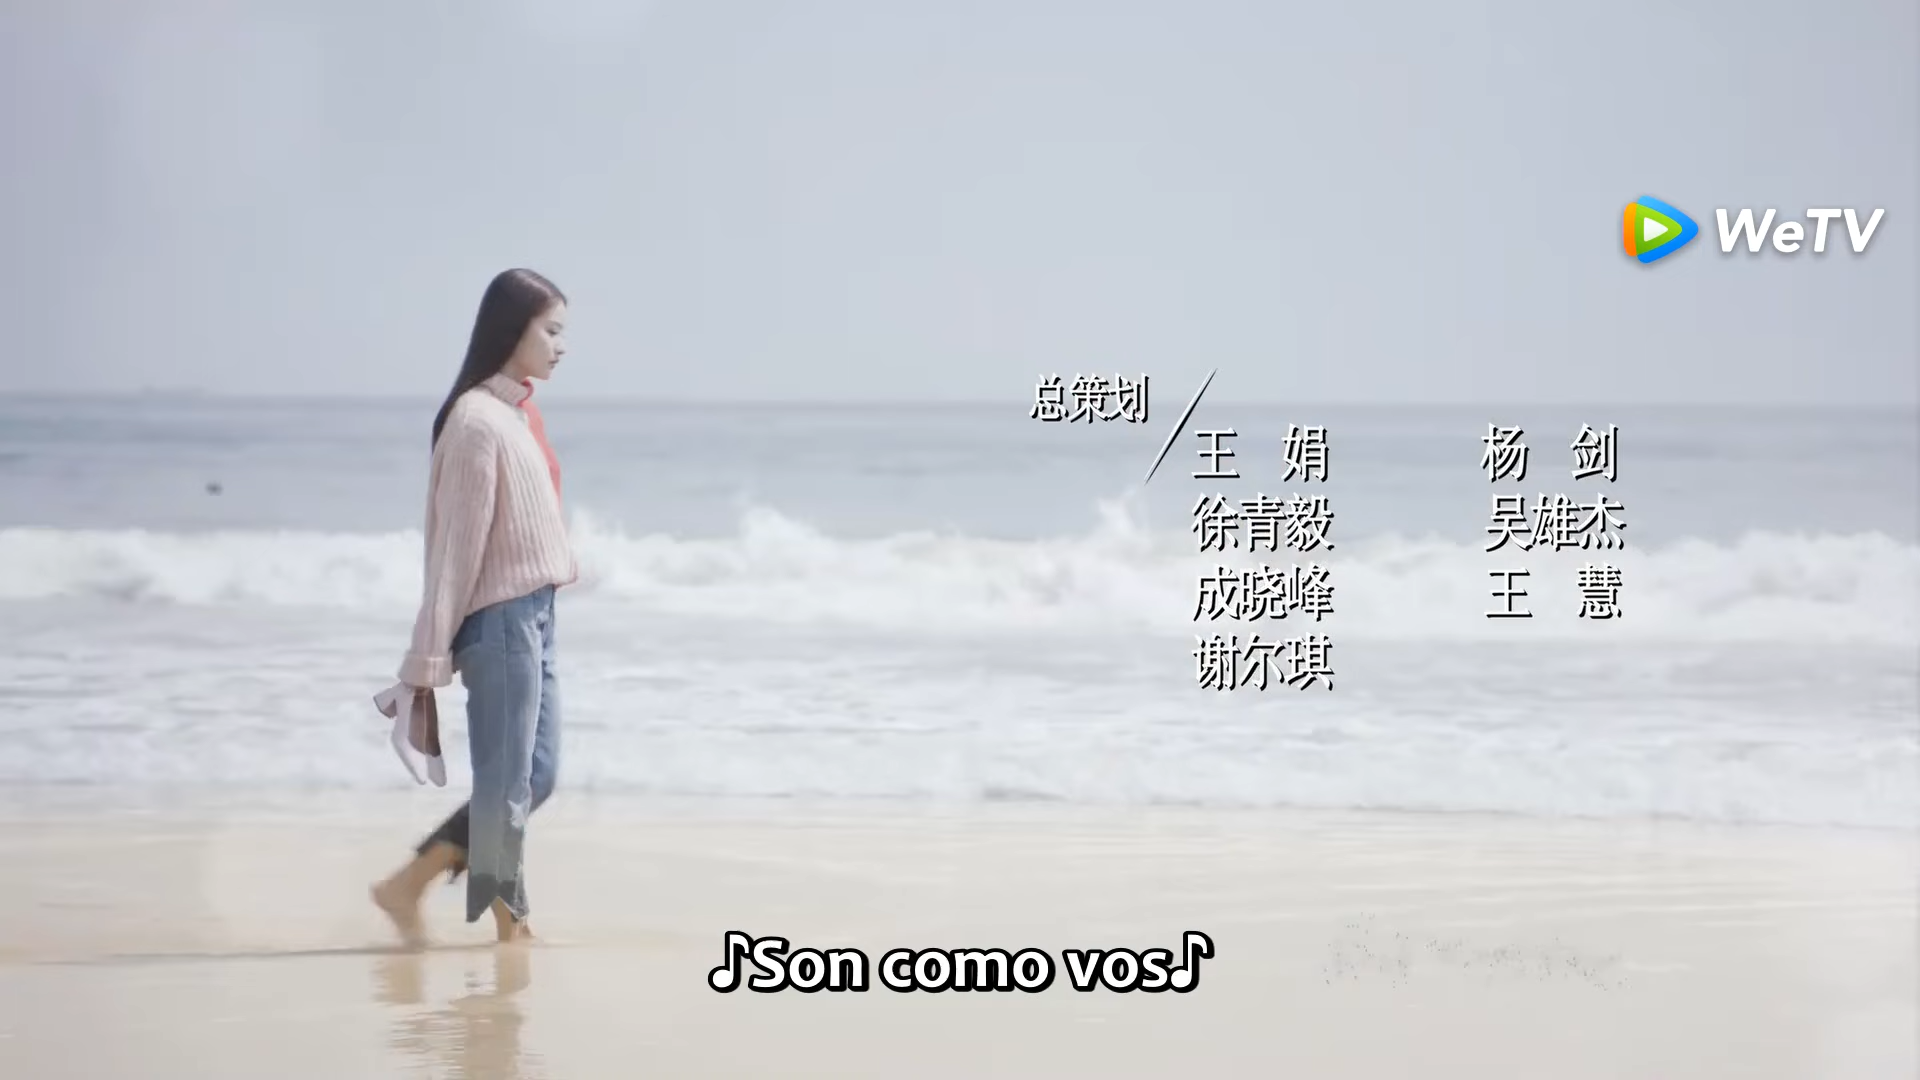 WeTV
总策划
王 娟 杨 剑
徐青毅 吴雄杰
成晓峰 王 慧
谢尔琪
♪Son como vos♪